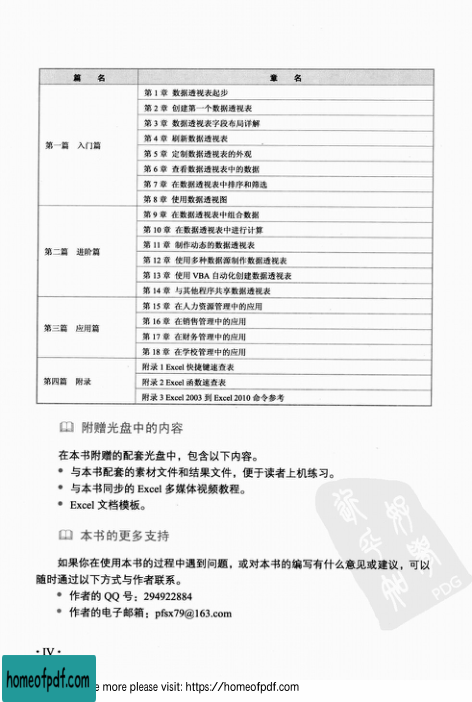 篇 名 章 名
第一篇 入门篇
第 1 章 数据透视表起步
第 2 章 创建第一个数据透视表
第 3 章 数据透视表字段布局详解
第 4 章 刷新数据透视表
第 5 章 定制数据透视表的外观
第 6 章 查看数据透视表中的数据
第 7 章 在数据透视表中排序和筛选
第 8 章 使用数据透视图
第二篇 进阶篇
第 9 章 在数据透视表中组合数据
第 10 章 在数据透视表中进行计算
第 11 章 制作动态的数据透视表
第 12 章 使用多种数据源制作数据透视表
第 13 章 使用 VBA 自动化创建数据透视表
第 14 章 与其他程序共享数据透视表
第三篇 应用篇
第 15 章 在人力资源管理中的应用
第 16 章 在销售管理中的应用
第 17 章 在财务管理中的应用
第 18 章 在学校管理中的应用
第四篇 附录
附录 1 Excel 快捷键速查表
附录 2 Excel 函数速查表
附录 3 Excel 2003 到 Excel 2010 命令参考
附赠光盘中的内容
在本书附赠的配套光盘中，包含以下内容。
• 与本书配套的素材文件和结果文件，便于读者上机练习。
• 与本书同步的 Excel 多媒体视频教程。
• Excel 文档模板。
本书的更多支持
如果你在使用本书的过程中遇到问题，或对本书的编写有什么意见或建议，可以
随时通过以下方式与作者联系。
• 作者的 QQ 号：294922884
• 作者的电子邮箱：pfsx79@163.com
PDG
• IV •
homeofpdf.com
e more please visit: https://homeofpdf.com